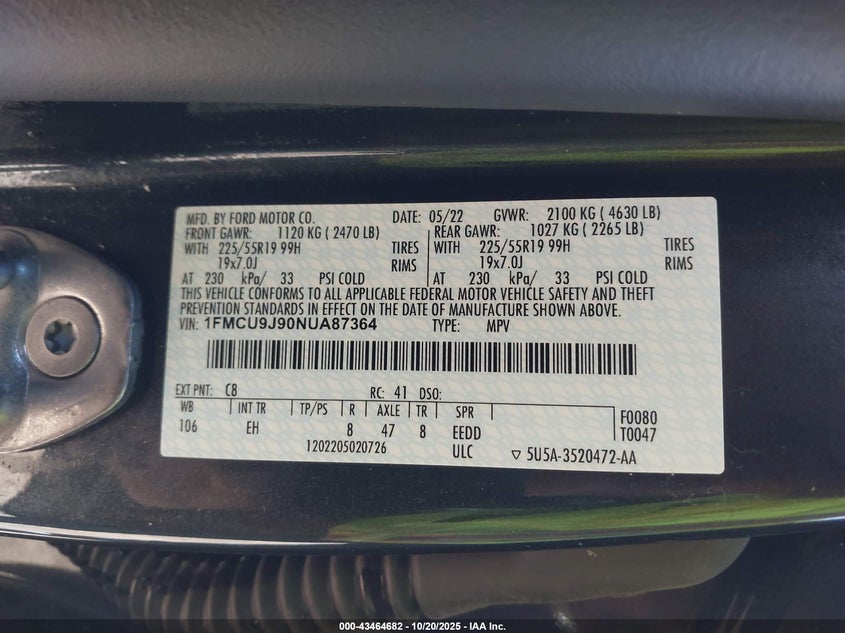 MFD. BY FORD MOTOR CO. DATE: 05/22 GVWR: 2100 KG ( 4630 LB)
FRONT GAWR: 1120 KG ( 2470 LB) REAR GAWR: 1027 KG ( 2265 LB)
WITH 225/55R19 99H TIRES WITH 225/55R19 99H TIRES
19x7.0J RIMS 19x7.0J RIMS
AT 230 kPa/ 33 PSI COLD AT 230 kPa/ 33 PSI COLD
THIS VEHICLE CONFORMS TO ALL APPLICABLE FEDERAL MOTOR VEHICLE SAFETY AND THEFT
PREVENTION STANDARDS IN EFFECT ON THE DATE OF MANUFACTURE SHOWN ABOVE.
VIN: 1FMCU9J90NUA87364 TYPE: MPV
EXT PNT: C8 RC: 41 DSO:
WB INT TR TP/PS R AXLE TR SPR F0080
106 EH 8 47 8 EEDD T0047
1202205020726 ULC ▽ 5U5A-3520472-AA
000-43464682 - 10/20/2025 - IAA Inc.